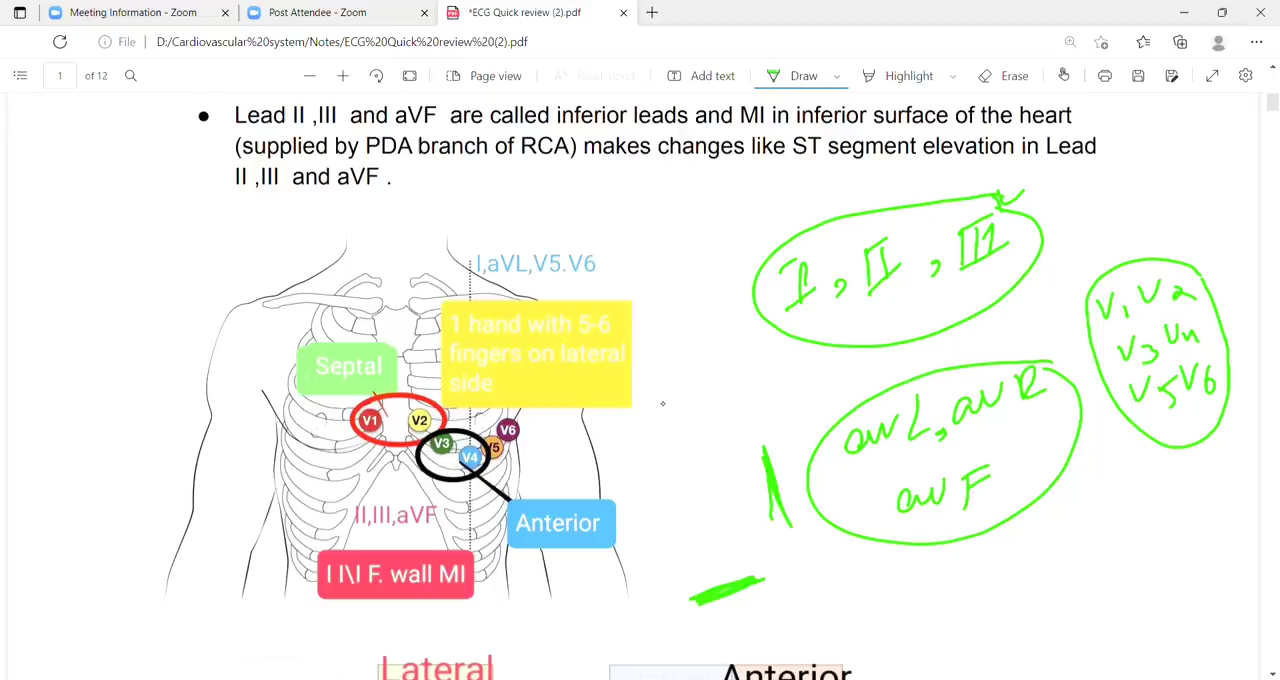 Meeting Information - Zoom
Post Attendee - Zoom
*ECG Quick review (2).pdf
File
D:/Cardiovascular%20system/Notes/ECG%20Quick%20review%20(2).pdf
1 of 12
Page view
Read aloud
Add text
Draw
Highlight
Erase
● Lead II ,III and aVF are called inferior leads and MI in inferior surface of the heart
(supplied by PDA branch of RCA) makes changes like ST segment elevation in Lead
II ,III and aVF .
I,aVL,V5.V6
1 hand with 5-6
fingers on lateral
side
Septal
V1
V2
V3
V4
V5
V6
II,III,aVF
Anterior
I I\I F. wall MI
I, II, III
avL, avR
avF
V1 V2
V3 V4
V5 V6
Lateral
Anterior